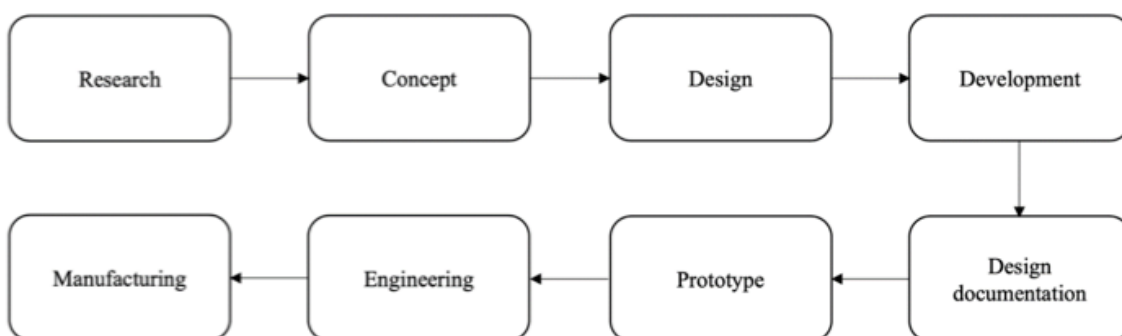 Research
Concept
Design
Development
Design
documentation
Prototype
Engineering
Manufacturing